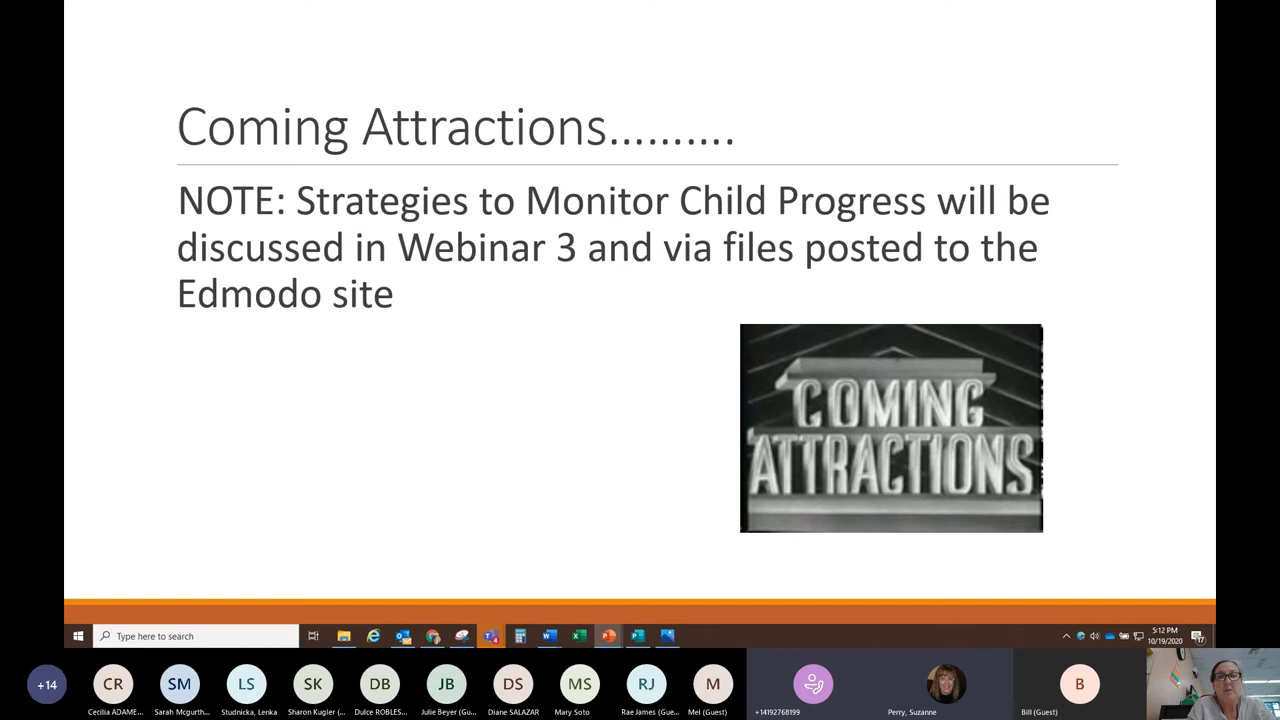 Coming Attractions……….
NOTE: Strategies to Monitor Child Progress will be
discussed in Webinar 3 and via files posted to the
Edmodo site
COMING
ATTRACTIONS
Type here to search
5:12 PM
10/19/2020
+14
CR
SM
LS
SK
DB
JB
DS
MS
RJ
M
B
Cecilia ADAME...
Sarah Mcgurth...
Studnicka, Lenka
Sharon Kugler (...
Dulce ROBLES...
Julie Beyer (Gu...
Diane SALAZAR
Mary Soto
Rae James (Gue...
Mel (Guest)
+14192768199
Perry, Suzanne
Bill (Guest)